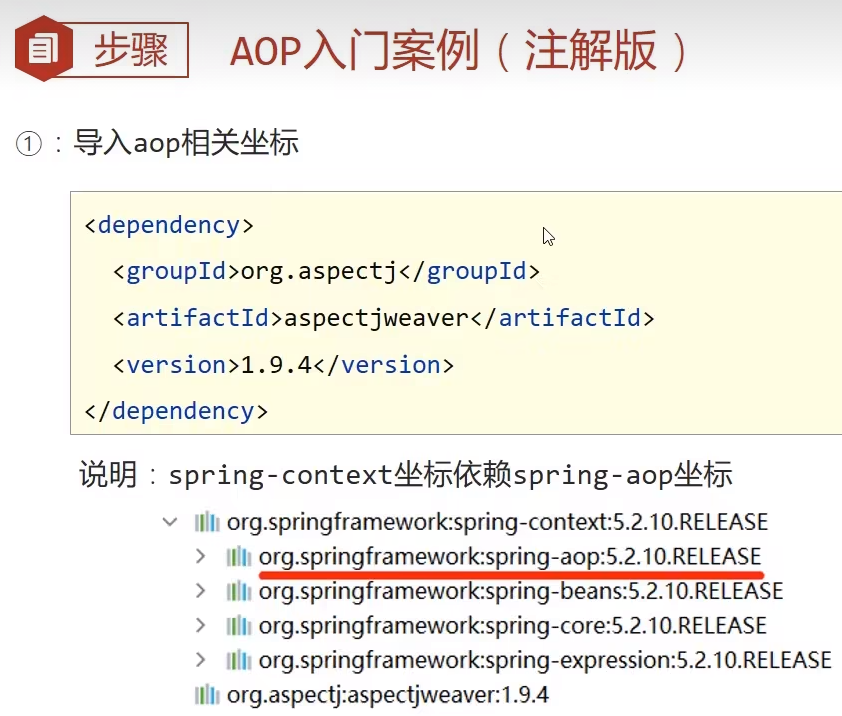 步骤
AOP入门案例（注解版）
①：导入aop相关坐标
<dependency>
<groupId>org.aspectj</groupId>
<artifactId>aspectjweaver</artifactId>
<version>1.9.4</version>
</dependency>
说明：spring-context坐标依赖spring-aop坐标
org.springframework:spring-context:5.2.10.RELEASE
org.springframework:spring-aop:5.2.10.RELEASE
org.springframework:spring-beans:5.2.10.RELEASE
org.springframework:spring-core:5.2.10.RELEASE
org.springframework:spring-expression:5.2.10.RELEASE
org.aspectj:aspectjweaver:1.9.4